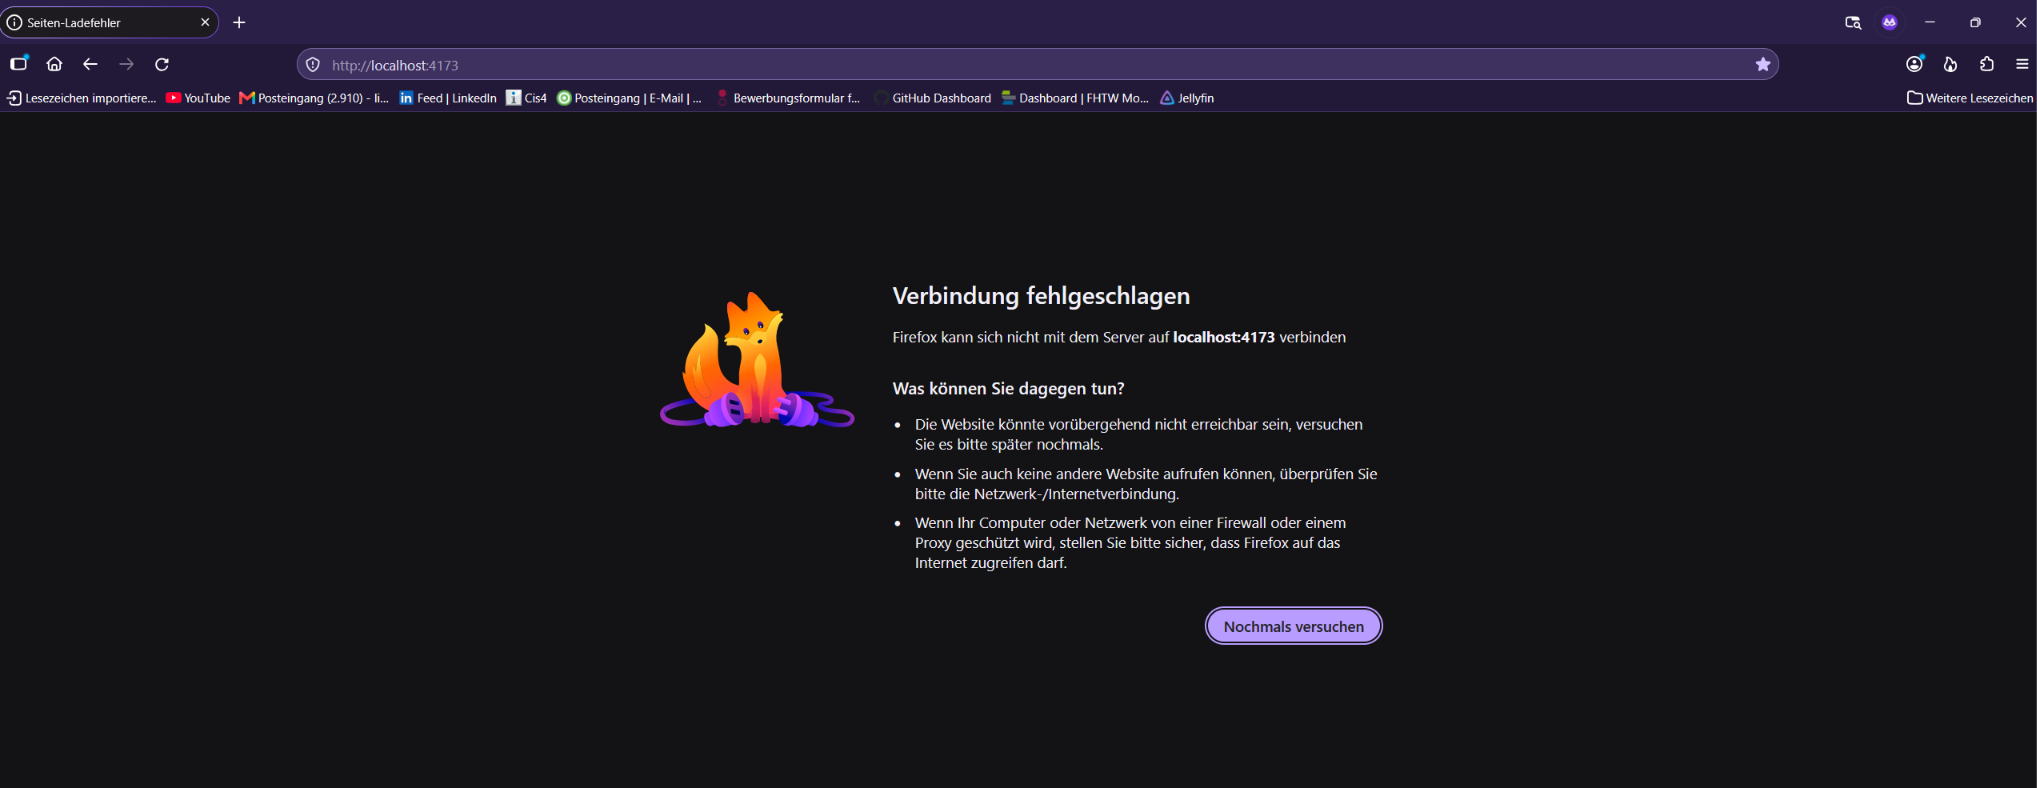 Seiten-Ladefehler
http://localhost:4173
Lesezeichen importiere... YouTube Posteingang (2.910) - li... Feed | LinkedIn Cis4 Posteingang | E-Mail | ... Bewerbungsformular f... GitHub Dashboard Dashboard | FHTW Mo... Jellyfin Weitere Lesezeichen
Verbindung fehlgeschlagen
Firefox kann sich nicht mit dem Server auf localhost:4173 verbinden
Was können Sie dagegen tun?
• Die Website könnte vorübergehend nicht erreichbar sein, versuchen
Sie es bitte später nochmals.
• Wenn Sie auch keine andere Website aufrufen können, überprüfen Sie
bitte die Netzwerk-/Internetverbindung.
• Wenn Ihr Computer oder Netzwerk von einer Firewall oder einem
Proxy geschützt wird, stellen Sie bitte sicher, dass Firefox auf das
Internet zugreifen darf.
Nochmals versuchen